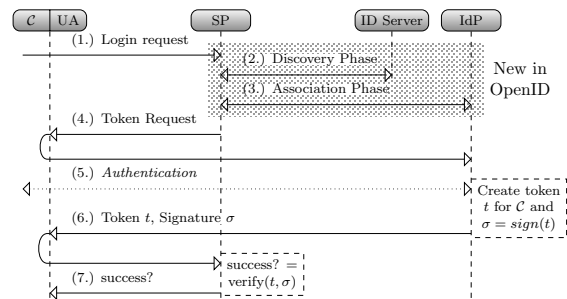 𝒞 UA SP ID Server IdP
(1.) Login request
(2.) Discovery Phase
(3.) Association Phase
New in
OpenID
(4.) Token Request
(5.) Authentication
Create token
t for 𝒞 and
σ = sign(t)
(6.) Token t, Signature σ
success? =
verify(t, σ)
(7.) success?